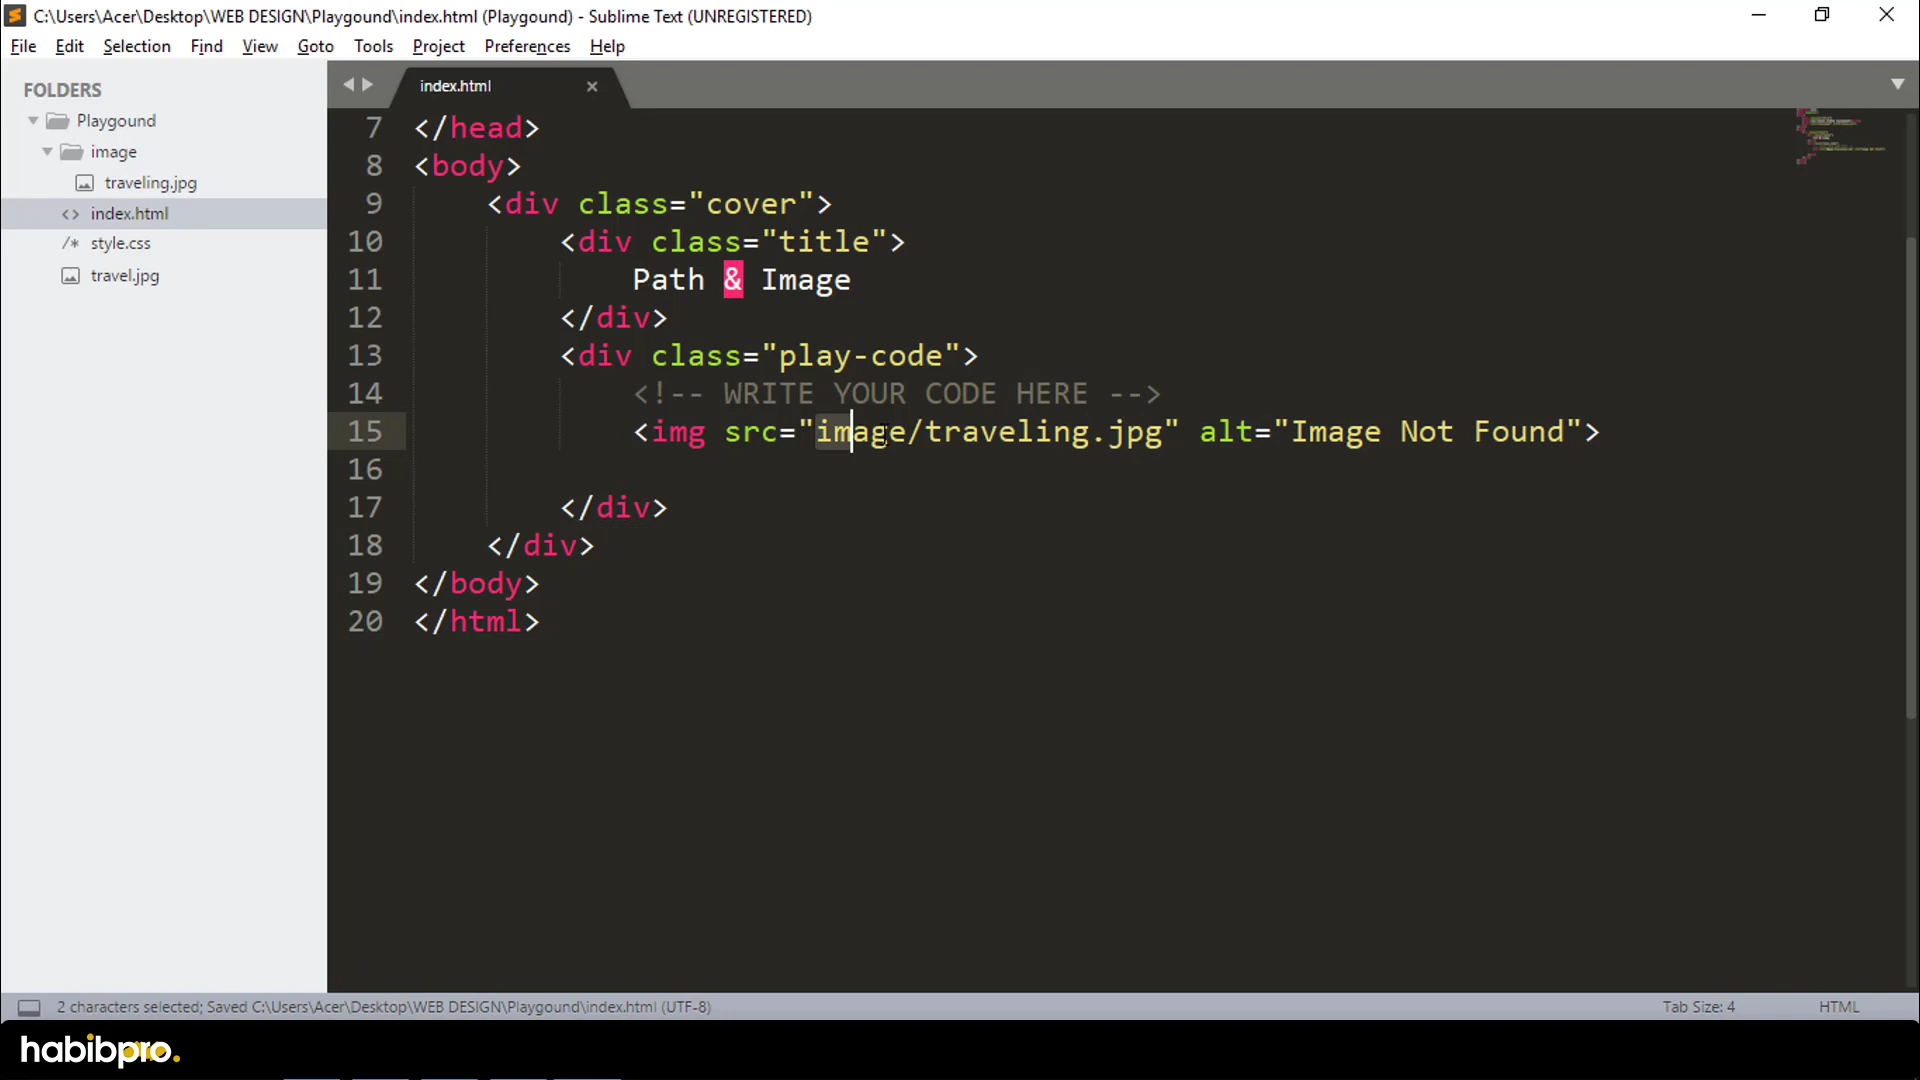 C:\Users\Acer\Desktop\WEB DESIGN\Playgound\index.html (Playgound) - Sublime Text (UNREGISTERED)
File Edit Selection Find View Goto Tools Project Preferences Help
FOLDERS
Playgound
image
traveling.jpg
index.html
style.css
travel.jpg
index.html
7 </head>
8 <body>
9 <div class="cover">
10 <div class="title">
11 Path & Image
12 </div>
13 <div class="play-code">
14 <!-- WRITE YOUR CODE HERE -->
15 <img src="image/traveling.jpg" alt="Image Not Found">
16
17 </div>
18 </div>
19 </body>
20 </html>
2 characters selected; Saved C:\Users\Acer\Desktop\WEB DESIGN\Playgound\index.html (UTF-8)
Tab Size: 4
HTML
habibpro.